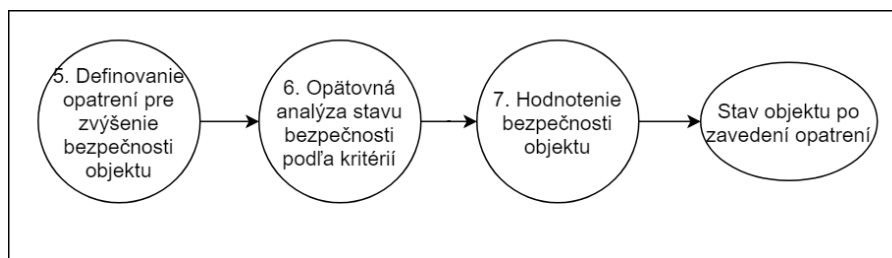 5. Definovanie
opatrení pre
zvýšenie
bezpečnosti
objektu
6. Opätovná
analýza stavu
bezpečnosti
podľa kritérií
7. Hodnotenie
bezpečnosti
objektu
Stav objektu po
zavedení opatrení